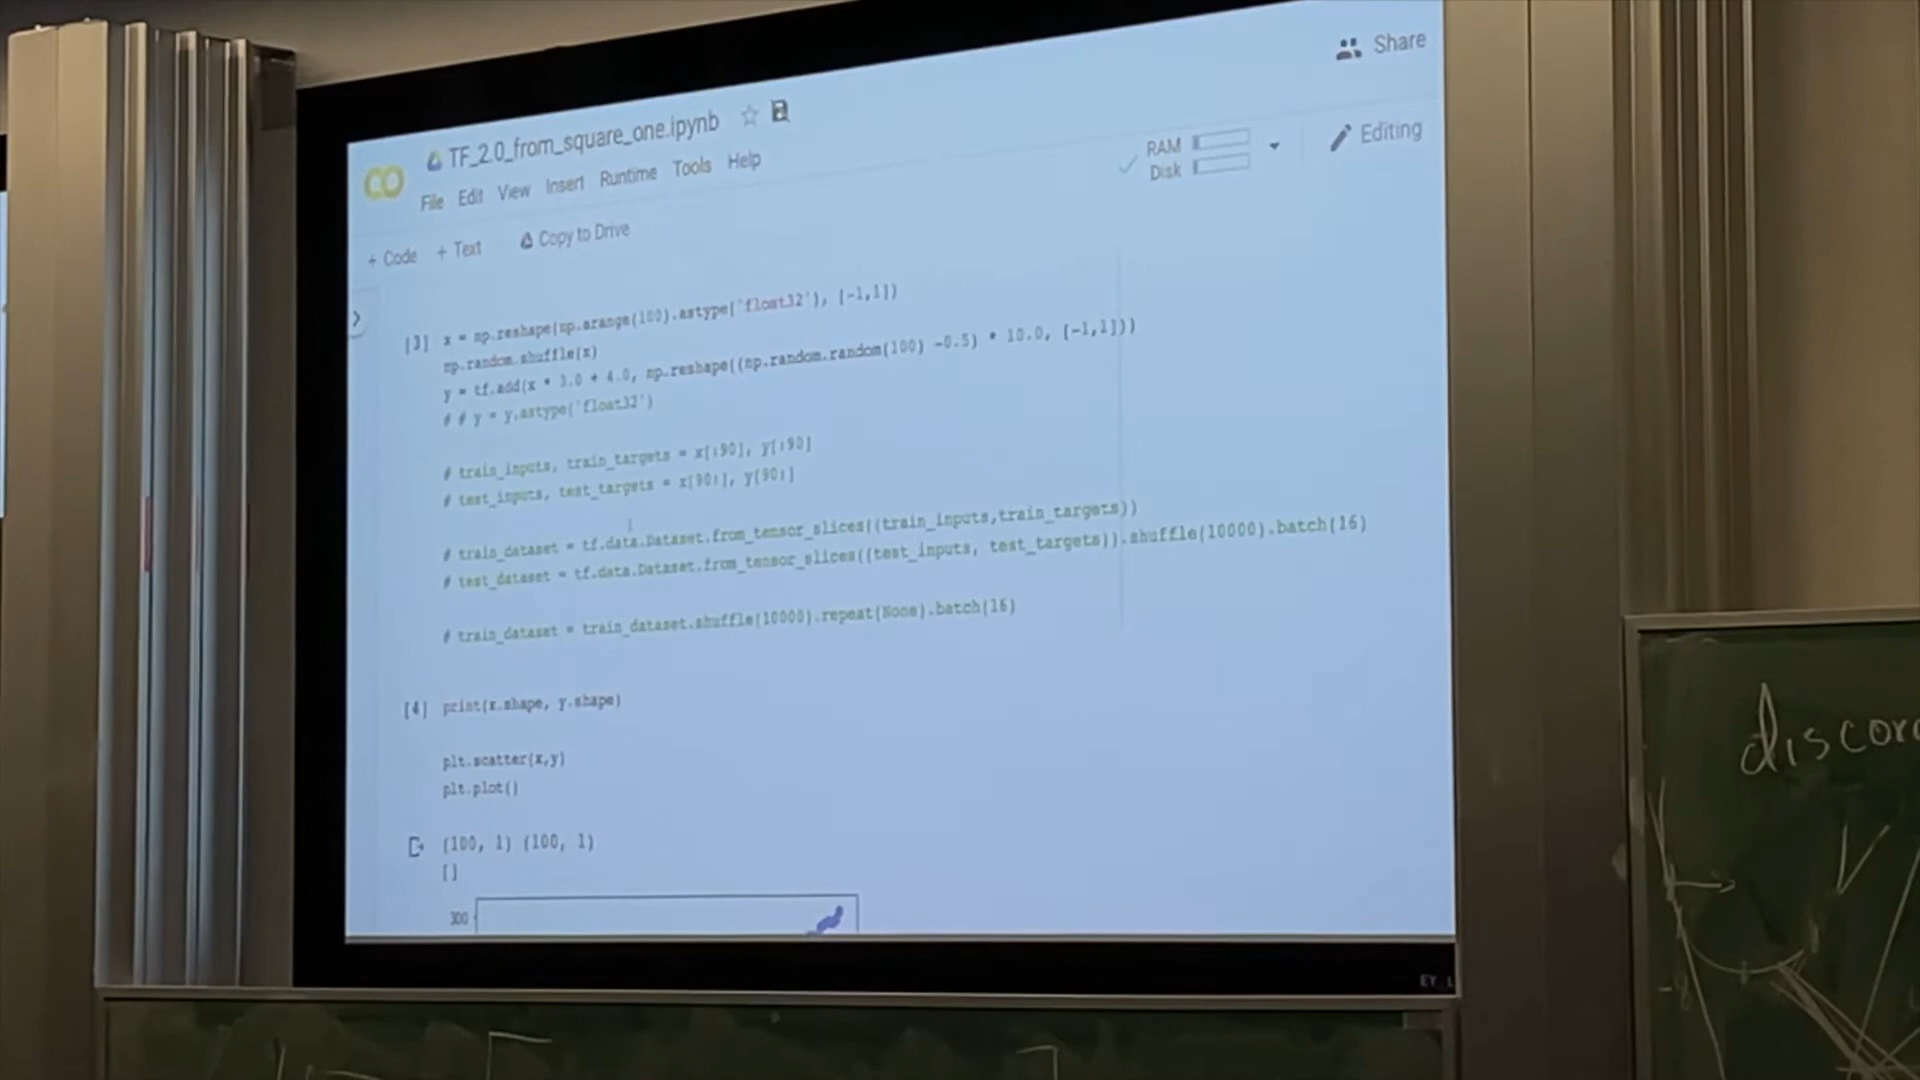 TF_2.0_from_square_one.ipynb
Share
File Edit View Insert Runtime Tools Help
RAM
Disk
Editing
+ Code + Text Copy to Drive
[3] x = np.reshape(np.arange(100).astype('float32'), [-1,1])
np.random.shuffle(x)
y = tf.add(x * 3.0 + 4.0, np.reshape((np.random.random(100) -0.5) * 10.0, [-1,1]))
# # y = y.astype('float32')
# train_inputs, train_targets = x[:90], y[:90]
# test_inputs, test_targets = x[90:], y[90:]
# train_dataset = tf.data.Dataset.from_tensor_slices((train_inputs,train_targets))
# test_dataset = tf.data.Dataset.from_tensor_slices((test_inputs, test_targets)).shuffle(10000).batch(16)
# train_dataset = train_dataset.shuffle(10000).repeat(None).batch(16)
[4] print(x.shape, y.shape)
plt.scatter(x,y)
plt.plot()
(100, 1) (100, 1)
[]
300
EY L
discor